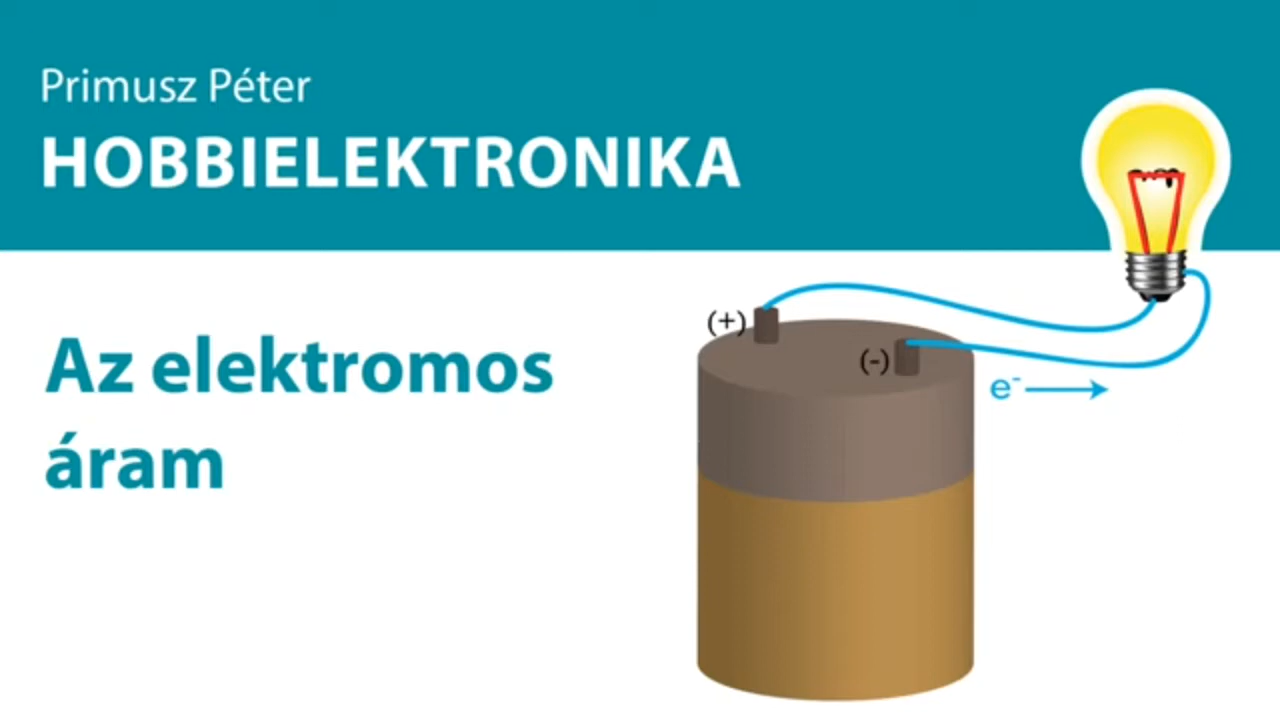 Primusz Péter
HOBBIELEKTRONIKA
Az elektromos
áram
(+)
(-)
e⁻